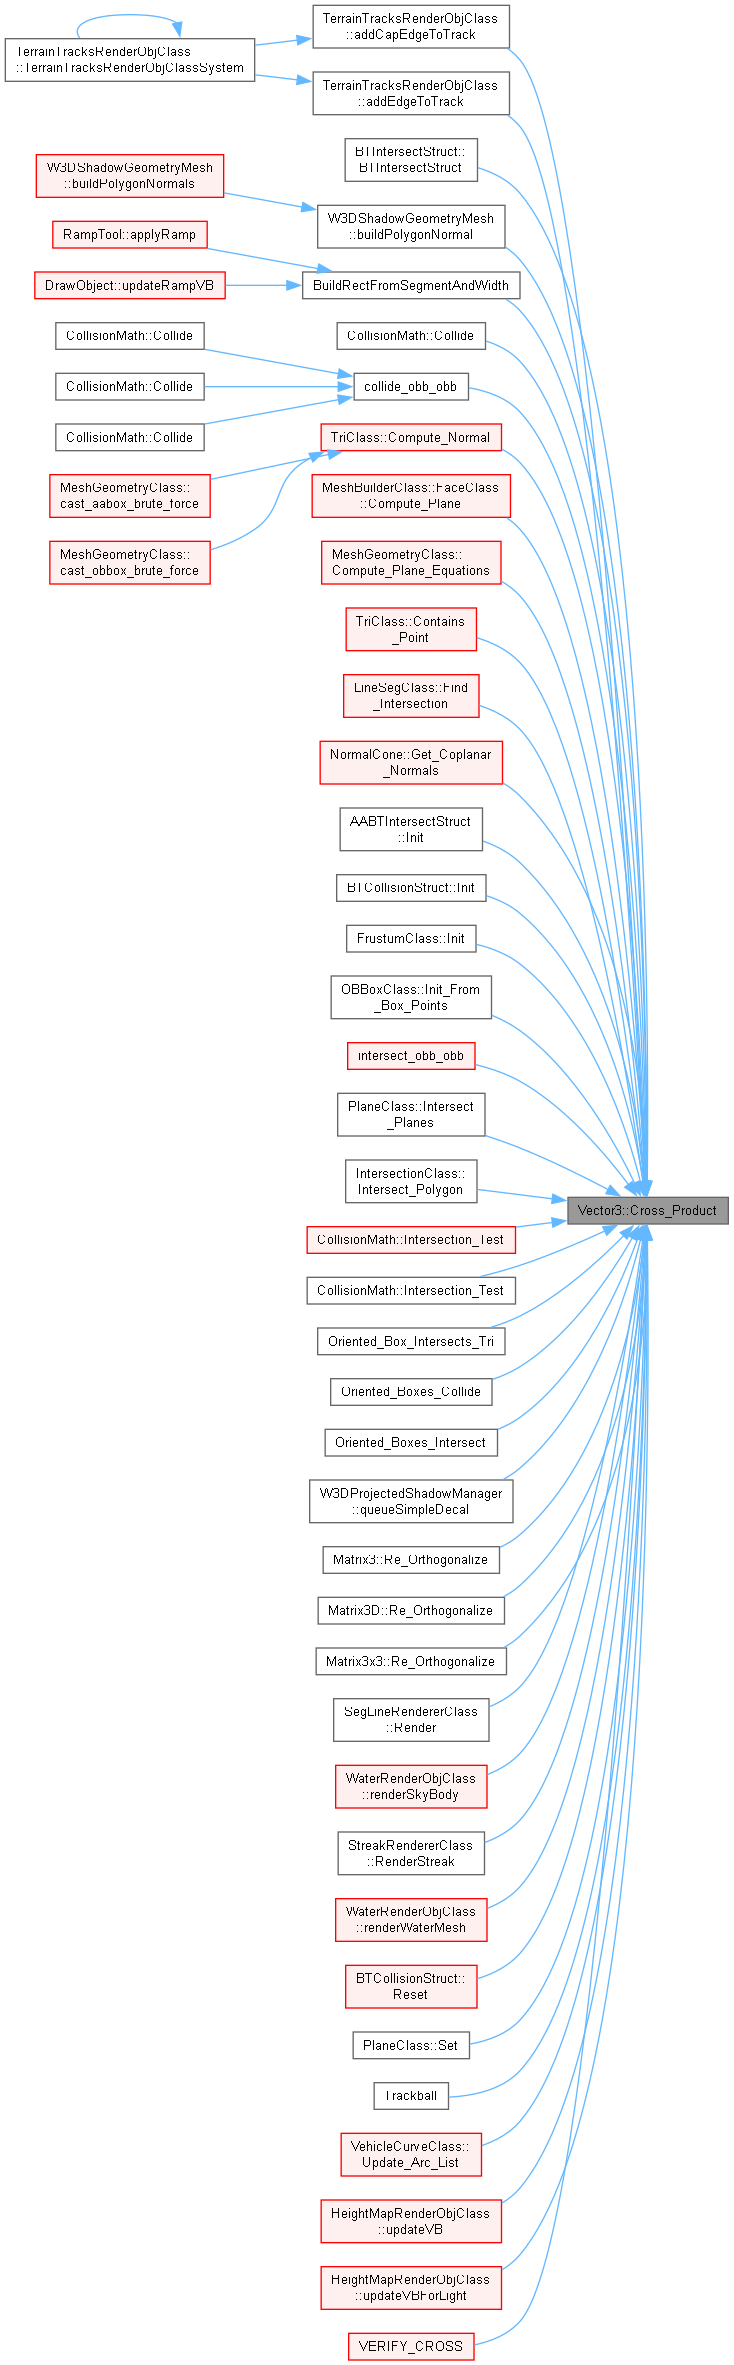 TerrainTracksRenderObjClass
::addCapEdgeToTrack
TerrainTracksRenderObjClass
::TerrainTracksRenderObjClassSystem
TerrainTracksRenderObjClass
::addEdgeToTrack
BTIntersectStruct::
BTIntersectStruct
W3DShadowGeometryMesh
::buildPolygonNormals
W3DShadowGeometryMesh
::buildPolygonNormal
RampTool::applyRamp
DrawObject::updateRampVB
BuildRectFromSegmentAndWidth
CollisionMath::Collide
CollisionMath::Collide
CollisionMath::Collide
collide_obb_obb
CollisionMath::Collide
TriClass::Compute_Normal
MeshGeometryClass::
cast_aabox_brute_force
MeshBuilderClass::FaceClass
::Compute_Plane
MeshGeometryClass::
cast_obbox_brute_force
MeshGeometryClass::
Compute_Plane_Equations
TriClass::Contains
_Point
LineSegClass::Find
_Intersection
NormalCone::Get_Coplanar
_Normals
AABTIntersectStruct
::Init
BTCollisionStruct::Init
FrustumClass::Init
OBBoxClass::Init_From
_Box_Points
intersect_obb_obb
PlaneClass::Intersect
_Planes
IntersectionClass::
Intersect_Polygon
Vector3::Cross_Product
CollisionMath::Intersection_Test
CollisionMath::Intersection_Test
Oriented_Box_Intersects_Tri
Oriented_Boxes_Collide
Oriented_Boxes_Intersect
W3DProjectedShadowManager
::queueSimpleDecal
Matrix3::Re_Orthogonalize
Matrix3D::Re_Orthogonalize
Matrix3x3::Re_Orthogonalize
SegLineRendererClass
::Render
WaterRenderObjClass
::renderSkyBody
StreakRendererClass
::RenderStreak
WaterRenderObjClass
::renderWaterMesh
BTCollisionStruct::
Reset
PlaneClass::Set
Trackball
VehicleCurveClass::
Update_Arc_List
HeightMapRenderObjClass
::updateVB
HeightMapRenderObjClass
::updateVBForLight
VERIFY_CROSS